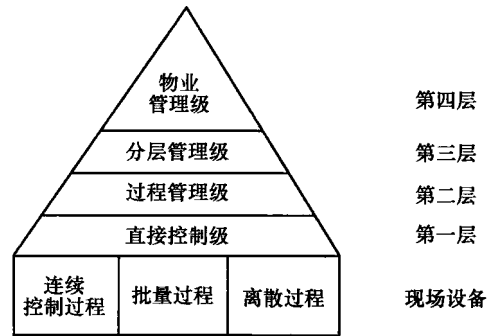 物业
管理级
第四层
分层管理级
第三层
过程管理级
第二层
直接控制级
第一层
连续
控制过程
批量过程
离散过程
现场设备